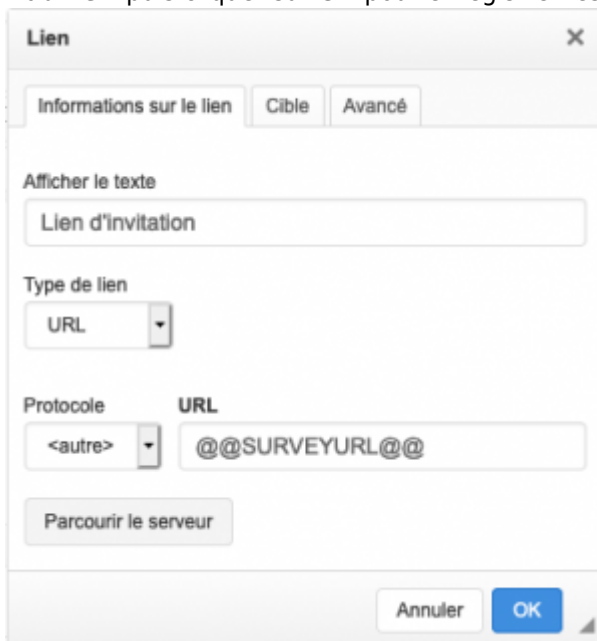 Lien
Informations sur le lien Cible Avancé
Afficher le texte
Lien d'invitation
Type de lien
URL
Protocole URL
<autre> @@SURVEYURL@@
Parcourir le serveur
Annuler OK